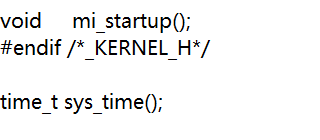 void     mi_startup();
#endif /*_KERNEL_H*/
time_t sys_time();